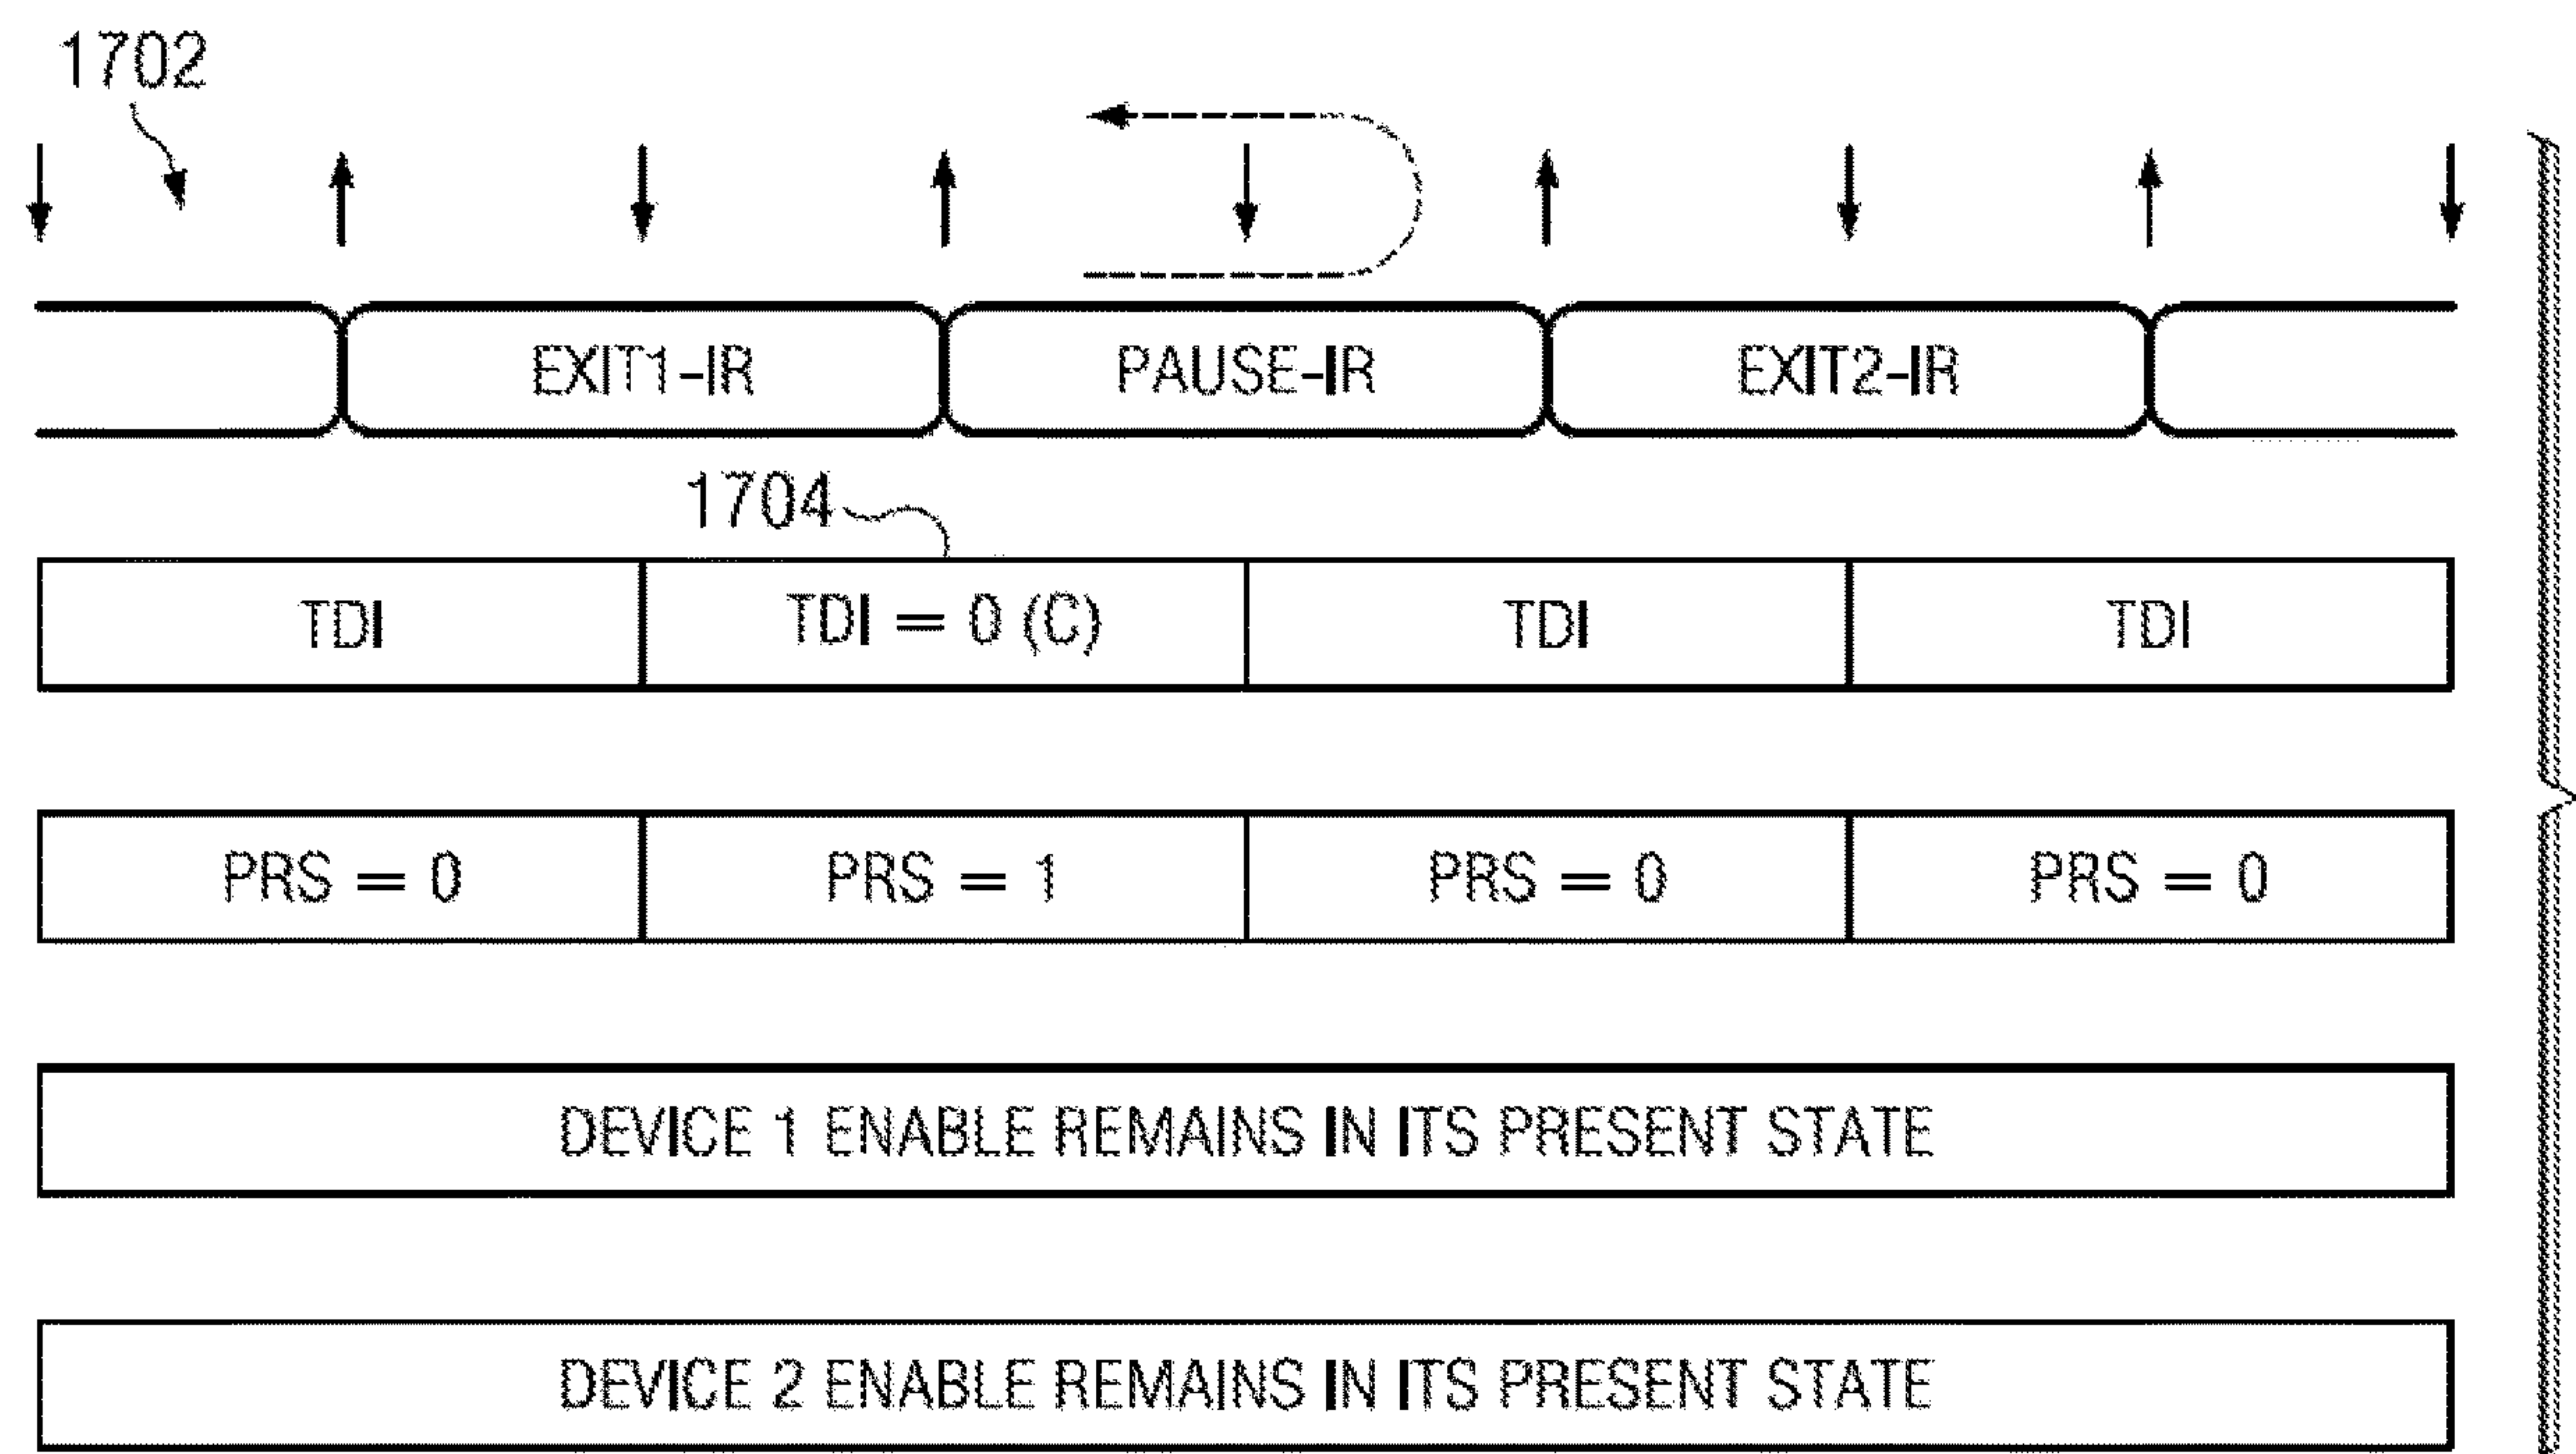 1702
EXIT1-IR PAUSE-IR EXIT2-IR
1704
TDI TDI = 0 (C) TDI TDI
PRS = 0 PRS = 1 PRS = 0 PRS = 0
DEVICE 1 ENABLE REMAINS IN ITS PRESENT STATE
DEVICE 2 ENABLE REMAINS IN ITS PRESENT STATE